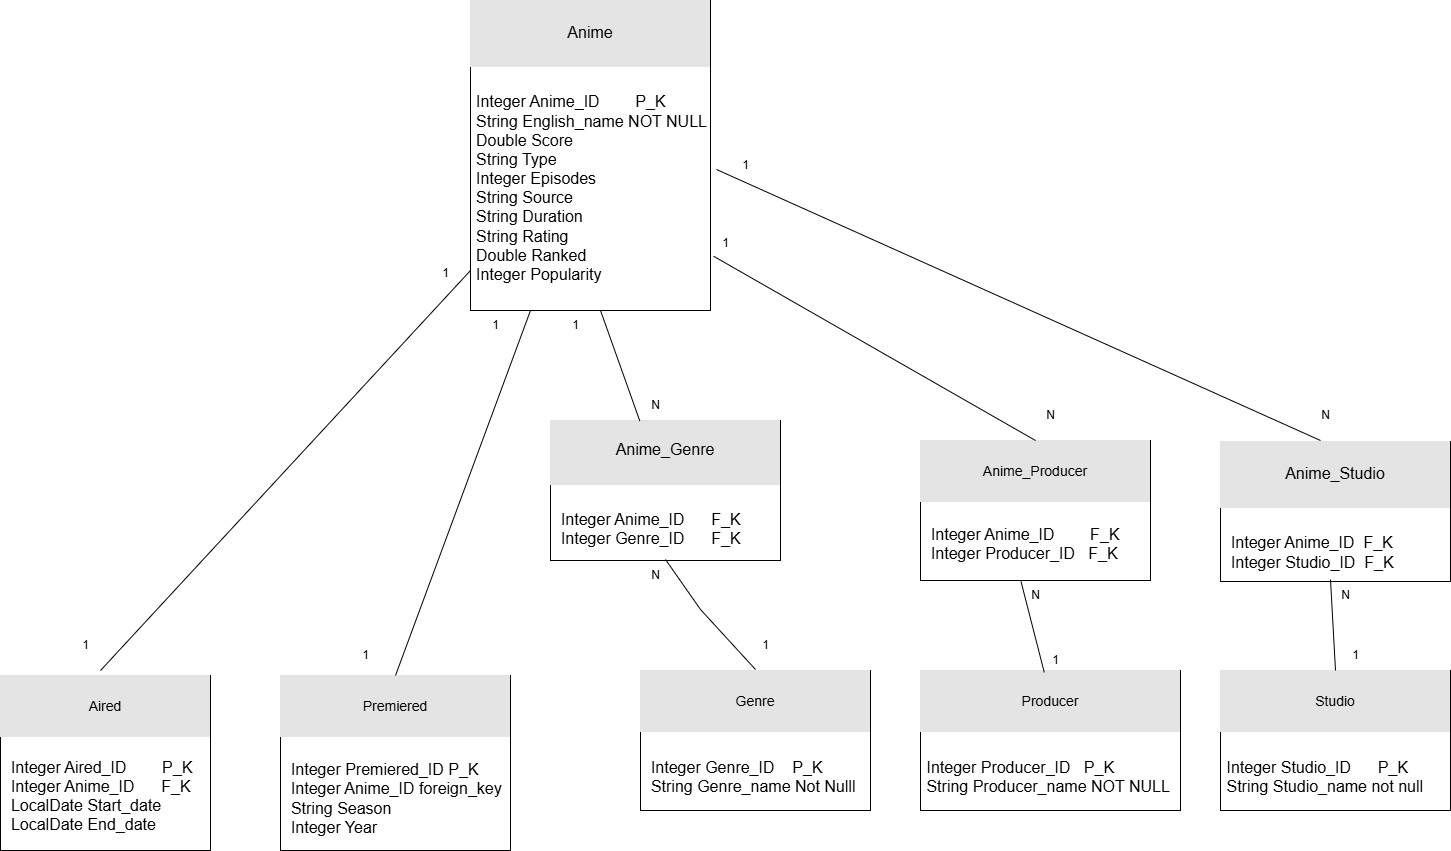 Anime
Integer Anime_ID P_K
String English_name NOT NULL
Double Score
String Type
Integer Episodes
String Source
String Duration
String Rating
Double Ranked
Integer Popularity
1
1
1
1
1
N
N
N
Anime_Genre
Integer Anime_ID F_K
Integer Genre_ID F_K
Anime_Producer
Integer Anime_ID F_K
Integer Producer_ID F_K
Anime_Studio
Integer Anime_ID F_K
Integer Studio_ID F_K
N
N
N
1
1
1
1
1
Aired
Integer Aired_ID P_K
Integer Anime_ID F_K
LocalDate Start_date
LocalDate End_date
Premiered
Integer Premiered_ID P_K
Integer Anime_ID foreign_key
String Season
Integer Year
Genre
Integer Genre_ID P_K
String Genre_name Not Nulll
Producer
Integer Producer_ID P_K
String Producer_name NOT NULL
Studio
Integer Studio_ID P_K
String Studio_name not null